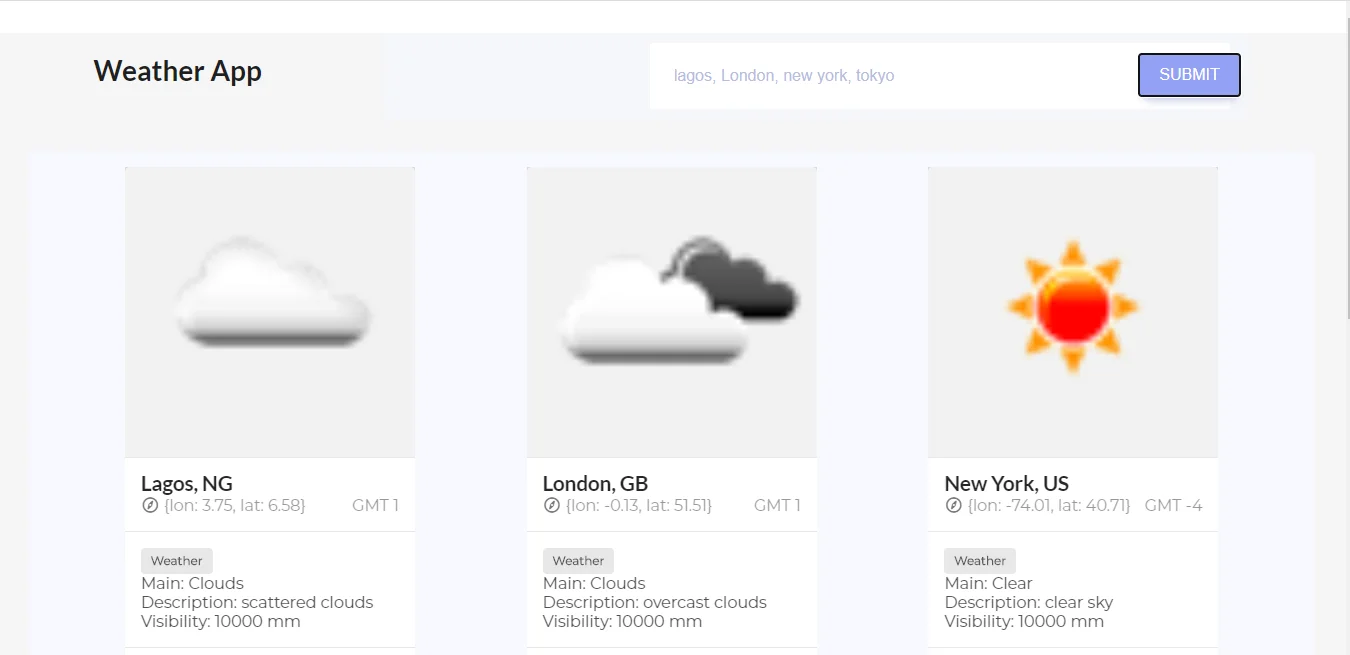 Weather App
lagos, London, new york, tokyo
SUBMIT
Lagos, NG
{lon: 3.75, lat: 6.58} GMT 1
Weather
Main: Clouds
Description: scattered clouds
Visibility: 10000 mm
London, GB
{lon: -0.13, lat: 51.51} GMT 1
Weather
Main: Clouds
Description: overcast clouds
Visibility: 10000 mm
New York, US
{lon: -74.01, lat: 40.71} GMT -4
Weather
Main: Clear
Description: clear sky
Visibility: 10000 mm